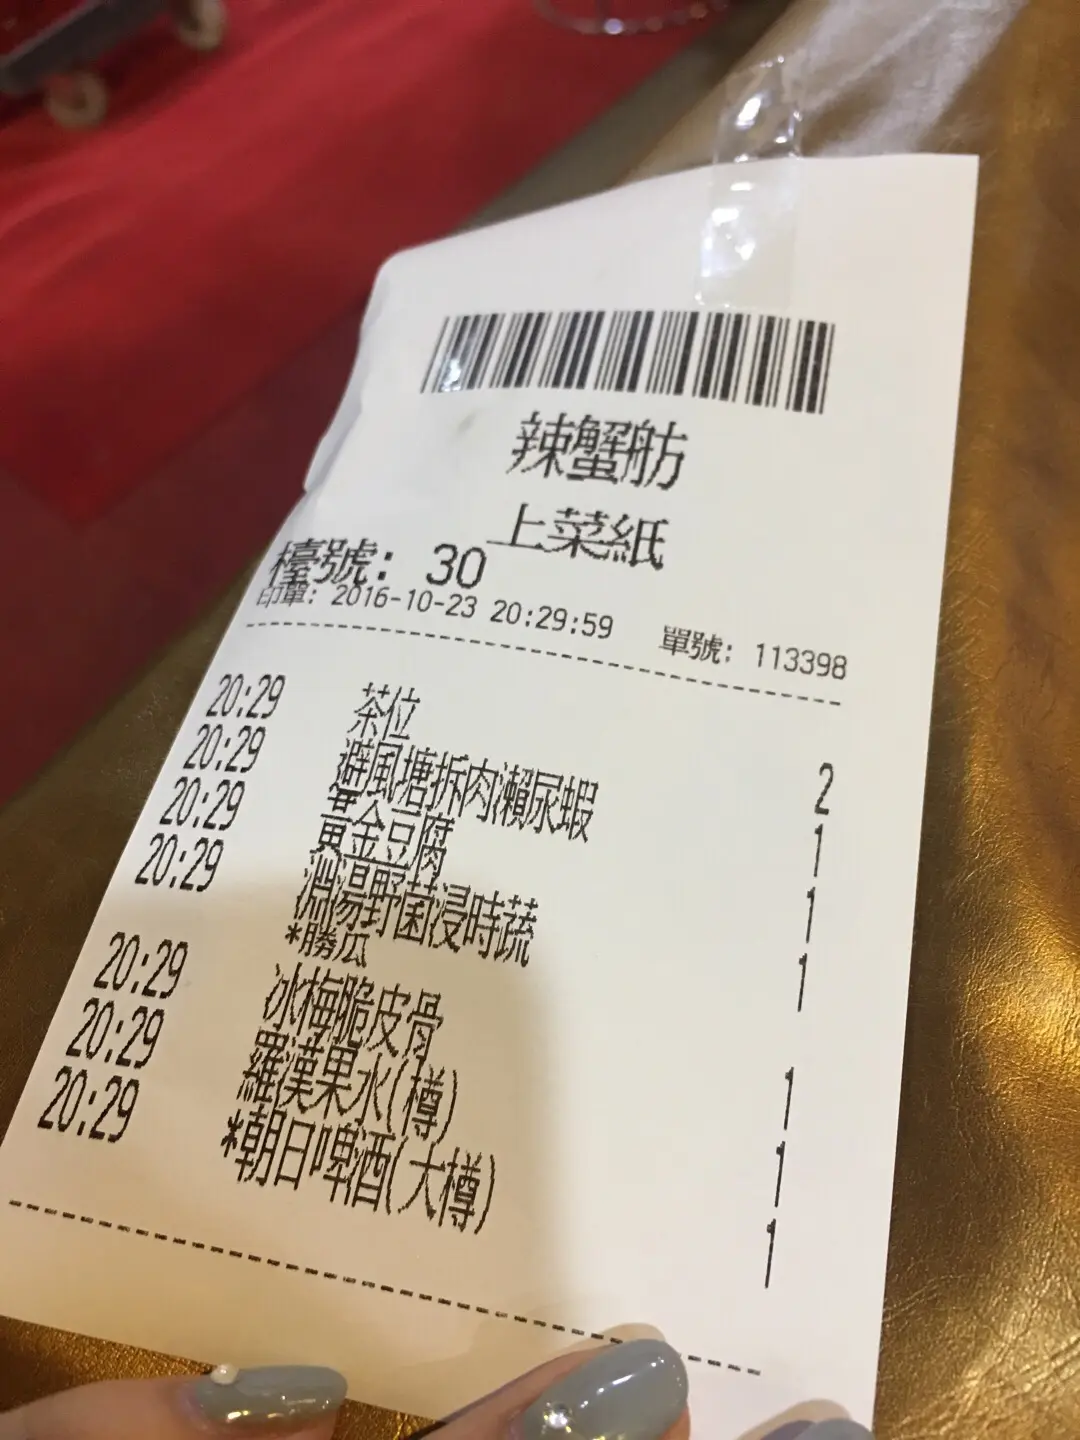 辣蟹舫
上菜紙
檯號: 30
印單: 2016-10-23 20:29:59 單號: 113398
20:29 茶位 2
20:29 避風塘拆肉瀨尿蝦 1
20:29 黃金豆腐 1
20:29 淵湯野菌浸時蔬 1
*勝瓜
20:29 冰梅脆皮骨 1
20:29 羅漢果水(樽) 1
20:29 *朝日啤酒(大樽) 1